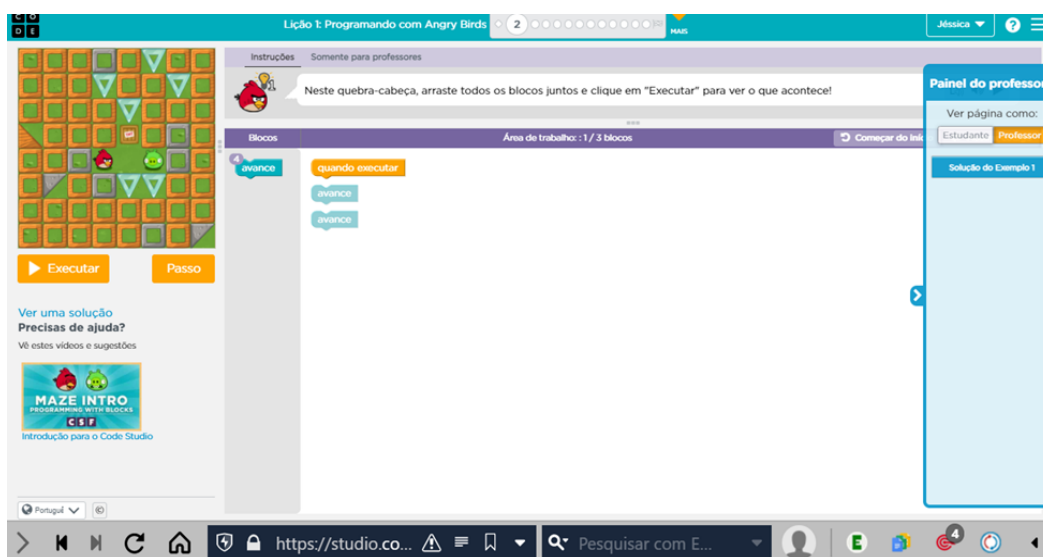 C O
D E
Lição 1: Programando com Angry Birds
2
MAIS
Jéssica
?
Instruções
Somente para professores
Neste quebra-cabeça, arraste todos os blocos juntos e clique em "Executar" para ver o que acontece!
Blocos
Área de trabalho: : 1 / 3 blocos
Começar do iníc
4
avance
quando executar
avance
avance
Executar
Passo
Ver uma solução
Precisas de ajuda?
Vê estes vídeos e sugestões
MAZE INTRO
PROGRAMMING WITH BLOCKS
CSF
Introdução para o Code Studio
Portuguê
©
Painel do professor
Ver página como:
Estudante
Professor
Solução do Exemplo 1
https://studio.co...
Pesquisar com E...
E
4